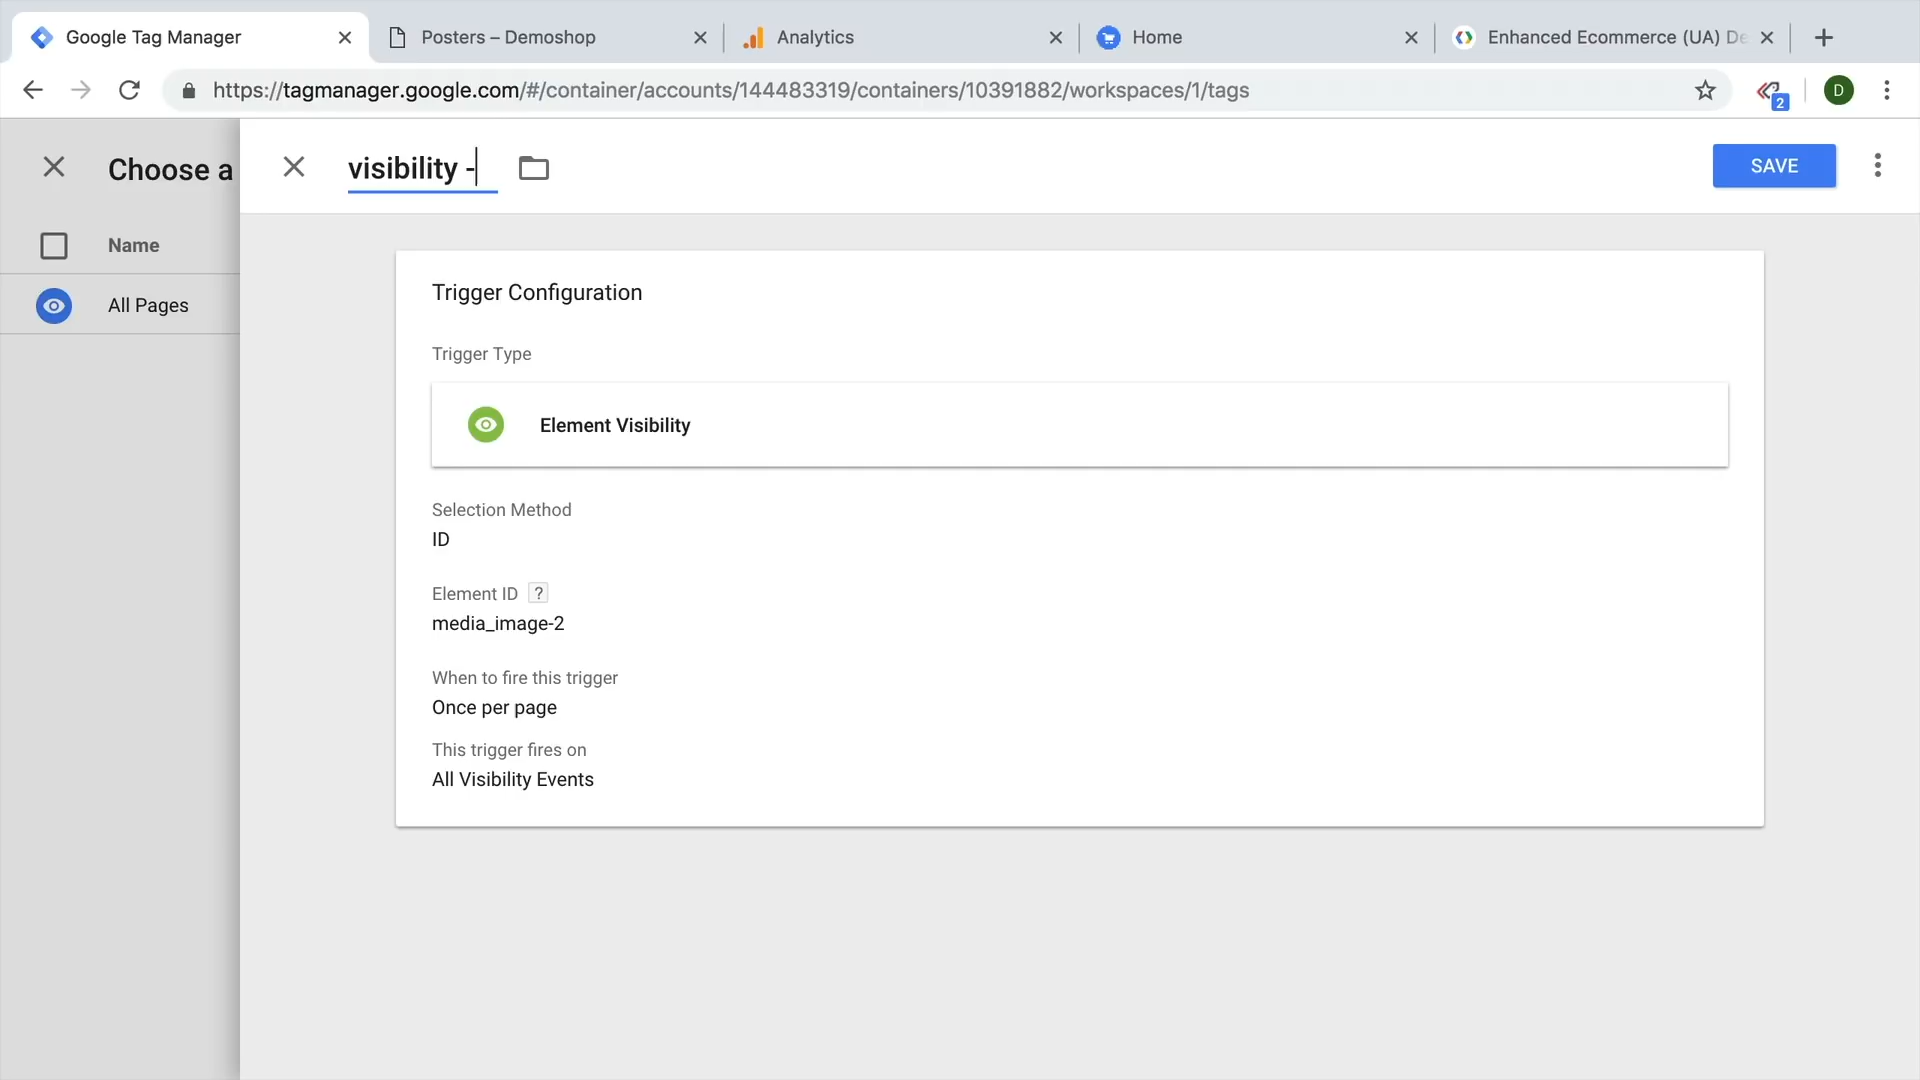 Google Tag Manager
Posters – Demoshop
Analytics
Home
Enhanced Ecommerce (UA) De
https://tagmanager.google.com/#/container/accounts/144483319/containers/10391882/workspaces/1/tags
2
D
Choose a
visibility -
SAVE
Name
All Pages
Trigger Configuration
Trigger Type
Element Visibility
Selection Method
ID
Element ID ?
media_image-2
When to fire this trigger
Once per page
This trigger fires on
All Visibility Events